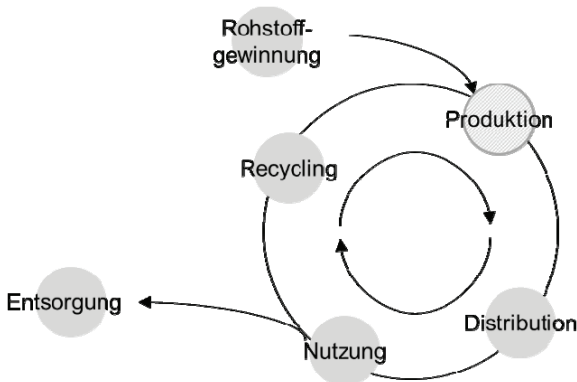 Rohstoff-
gewinnung
Produktion
Recycling
Entsorgung
Distribution
Nutzung